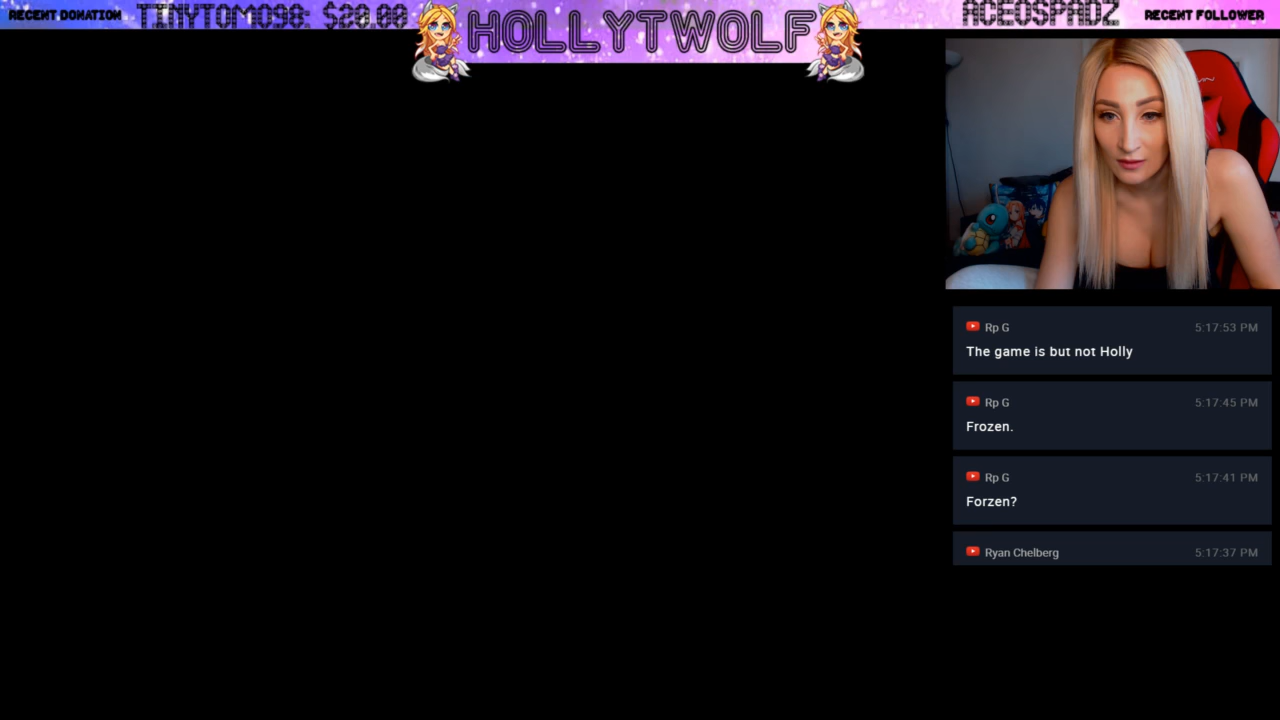 RECENT DONATION
TINYTOMO98: $20.00
HOLLYTWOLF
ACEOSPADZ
RECENT FOLLOWER
Rp G 5:17:53 PM
The game is but not Holly
Rp G 5:17:45 PM
Frozen.
Rp G 5:17:41 PM
Forzen?
Ryan Chelberg 5:17:37 PM